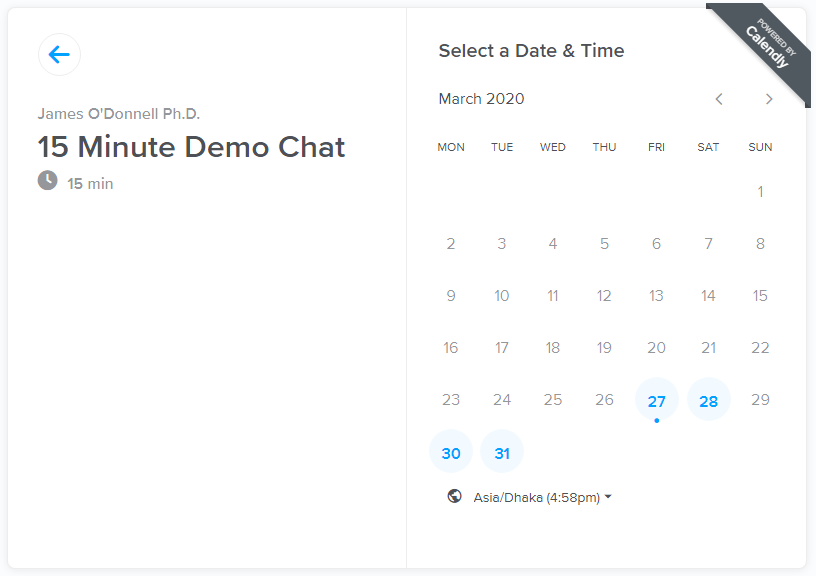 James O'Donnell Ph.D.
15 Minute Demo Chat
15 min
Select a Date & Time
POWERED BY
Calendly
March 2020
MON TUE WED THU FRI SAT SUN
1
2 3 4 5 6 7 8
9 10 11 12 13 14 15
16 17 18 19 20 21 22
23 24 25 26 27 28 29
30 31
Asia/Dhaka (4:58pm)